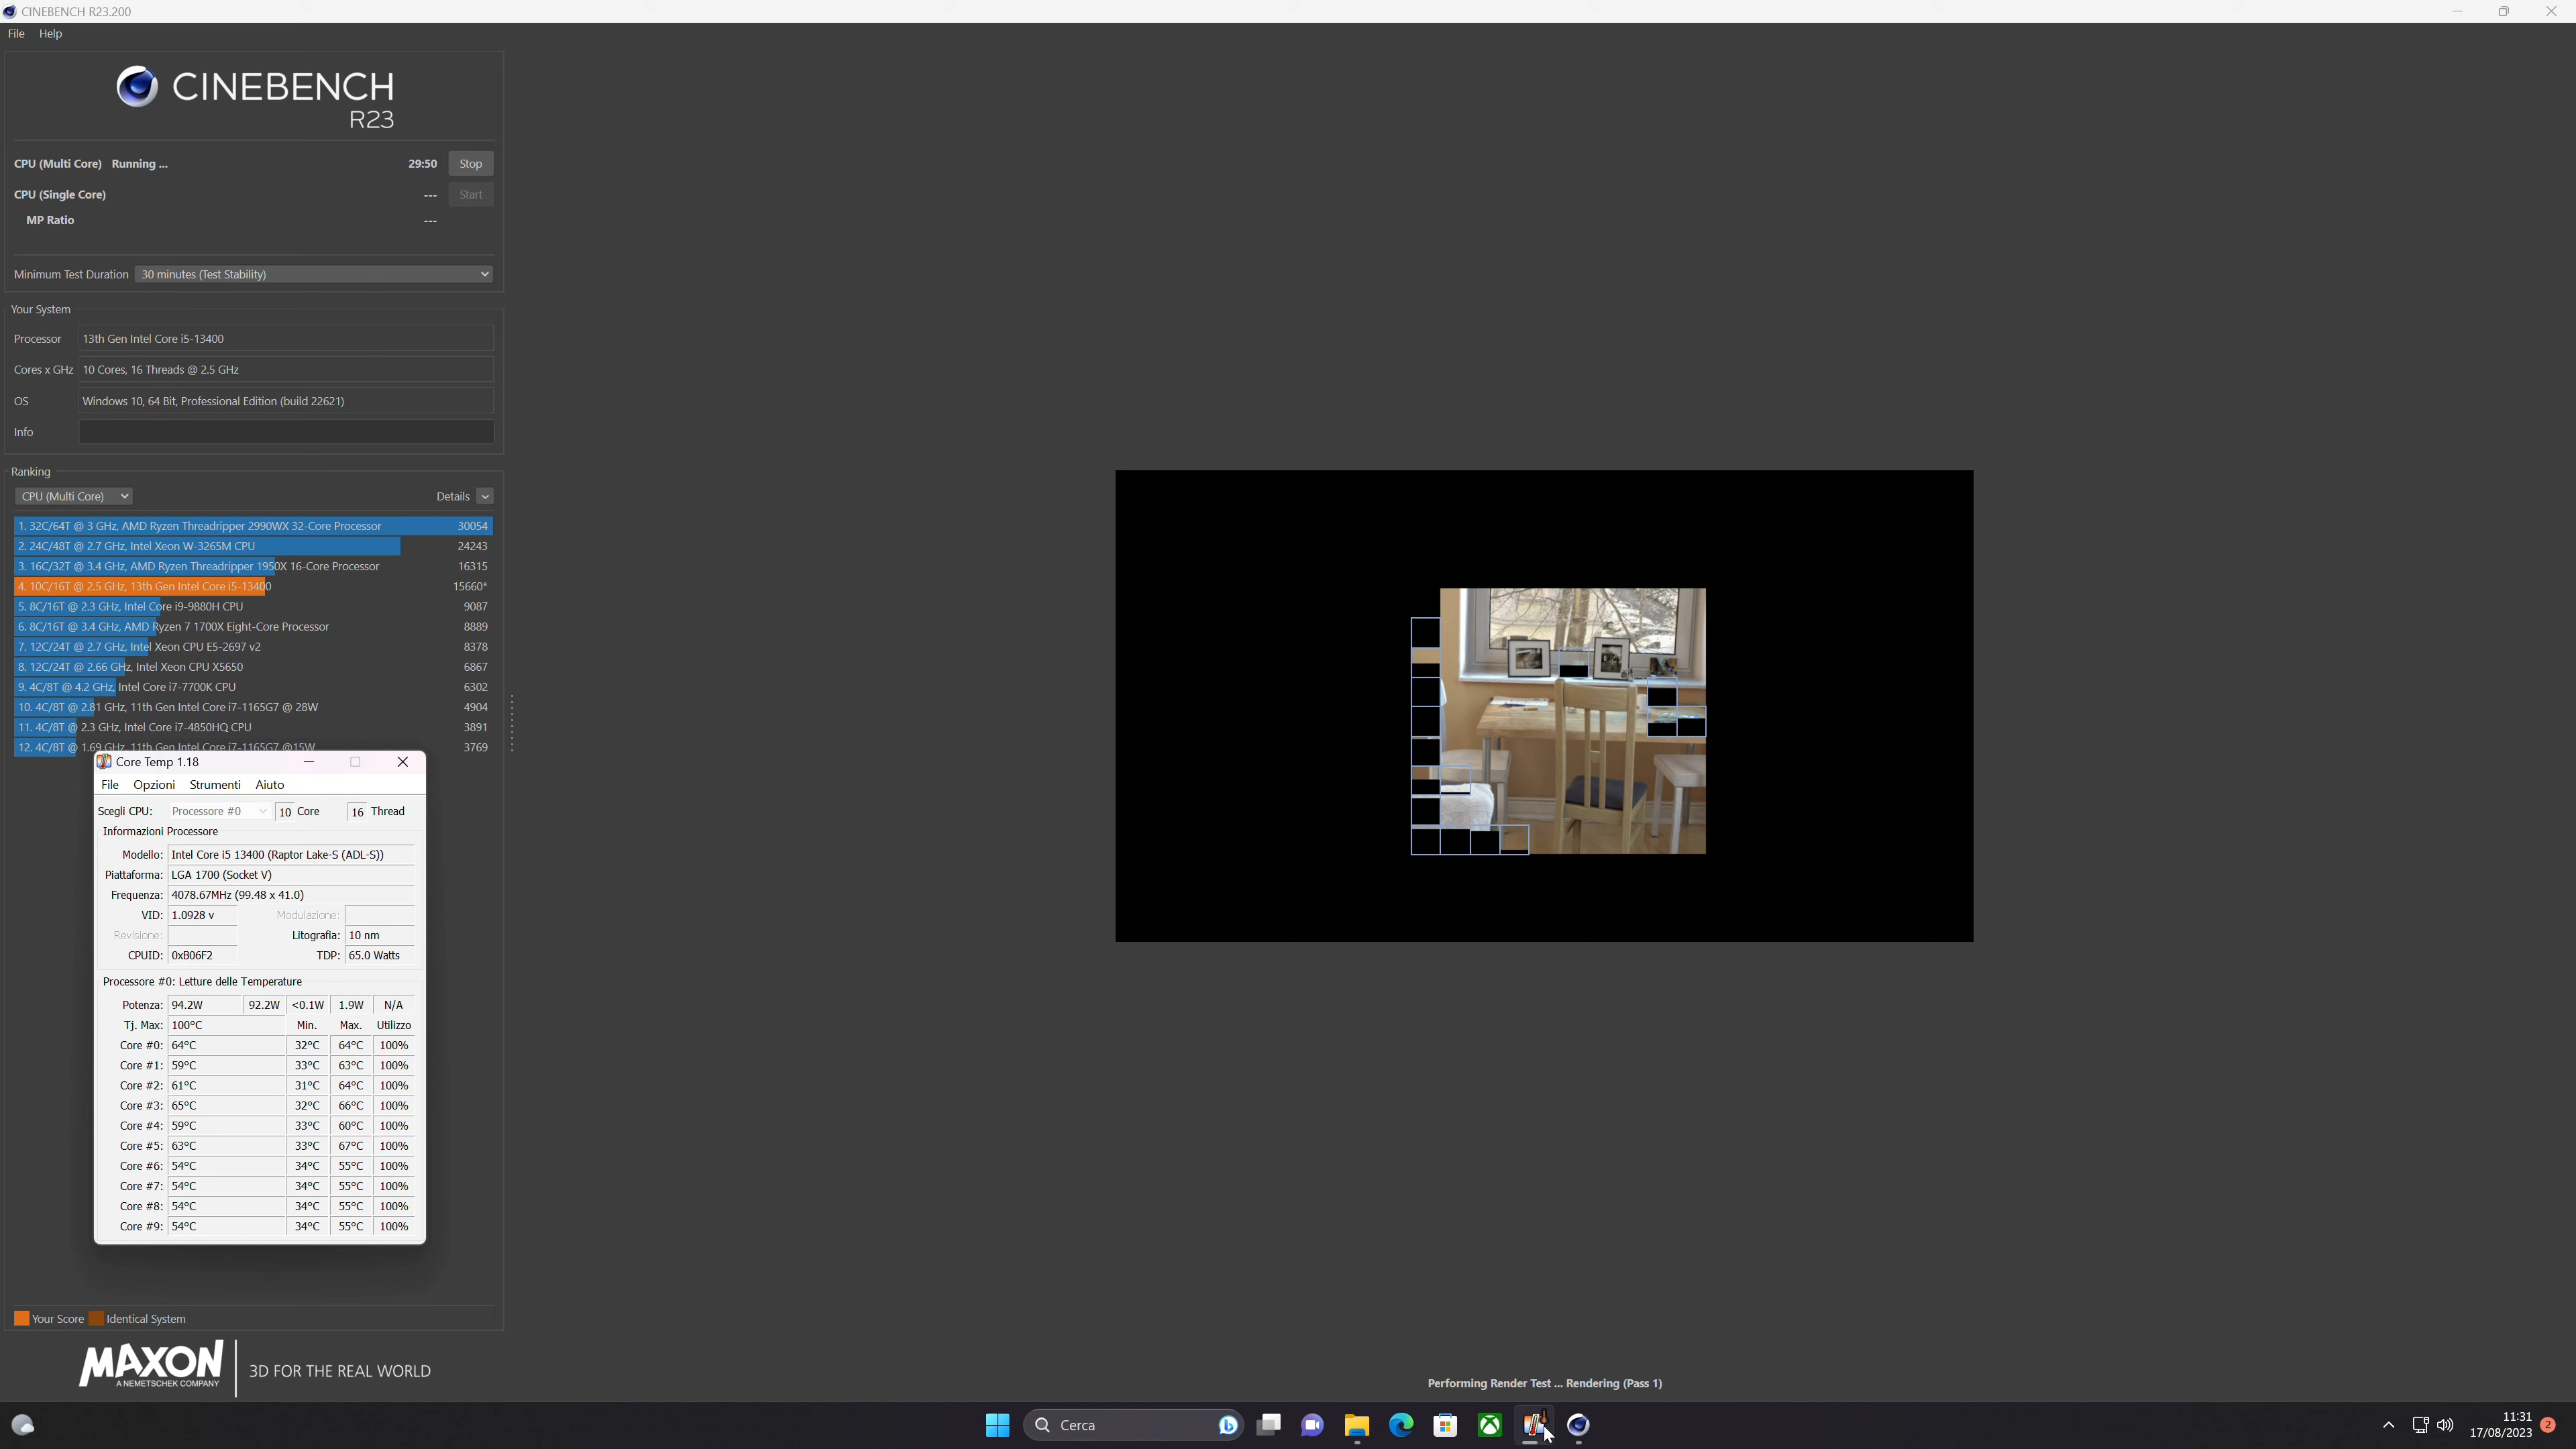 CINEBENCH R23.200
File Help
CINEBENCH
R23
CPU (Multi Core) Running ... 29:50 Stop
CPU (Single Core) --- Start
MP Ratio ---
Minimum Test Duration 30 minutes (Test Stability)
Your System
Processor 13th Gen Intel Core i5-13400
Cores x GHz 10 Cores, 16 Threads @ 2.5 GHz
OS Windows 10, 64 Bit, Professional Edition (build 22621)
Info
Ranking
CPU (Multi Core) Details
1. 32C/64T @ 3 GHz, AMD Ryzen Threadripper 2990WX 32-Core Processor 30054
2. 24C/48T @ 2.7 GHz, Intel Xeon W-3265M CPU 24243
3. 16C/32T @ 3.4 GHz, AMD Ryzen Threadripper 1950X 16-Core Processor 16315
4. 10C/16T @ 2.5 GHz, 13th Gen Intel Core i5-13400 15660*
5. 8C/16T @ 2.3 GHz, Intel Core i9-9880H CPU 9087
6. 8C/16T @ 3.4 GHz, AMD Ryzen 7 1700X Eight-Core Processor 8889
7. 12C/24T @ 2.7 GHz, Intel Xeon CPU E5-2697 v2 8378
8. 12C/24T @ 2.66 GHz, Intel Xeon CPU X5650 6867
9. 4C/8T @ 4.2 GHz, Intel Core i7-7700K CPU 6302
10. 4C/8T @ 2.81 GHz, 11th Gen Intel Core i7-1165G7 @ 28W 4904
11. 4C/8T @ 2.3 GHz, Intel Core i7-4850HQ CPU 3891
12. 4C/8T @ 1.69 GHz, 11th Gen Intel Core i7-1165G7 @15W 3769
Core Temp 1.18
File Opzioni Strumenti Aiuto
Scegli CPU: Processore #0 10 Core 16 Thread
Informazioni Processore
Modello: Intel Core i5 13400 (Raptor Lake-S (ADL-S))
Piattaforma: LGA 1700 (Socket V)
Frequenza: 4078.67MHz (99.48 x 41.0)
VID: 1.0928 v Modulazione:
Revisione: Litografia: 10 nm
CPUID: 0xB06F2 TDP: 65.0 Watts
Processore #0: Letture delle Temperature
Potenza: 94.2W 92.2W <0.1W 1.9W N/A
Tj. Max: 100°C Min. Max. Utilizzo
Core #0: 64°C 32°C 64°C 100%
Core #1: 59°C 33°C 63°C 100%
Core #2: 61°C 31°C 64°C 100%
Core #3: 65°C 32°C 66°C 100%
Core #4: 59°C 33°C 60°C 100%
Core #5: 63°C 33°C 67°C 100%
Core #6: 54°C 34°C 55°C 100%
Core #7: 54°C 34°C 55°C 100%
Core #8: 54°C 34°C 55°C 100%
Core #9: 54°C 34°C 55°C 100%
Your Score Identical System
MAXON
A NEMETSCHEK COMPANY
3D FOR THE REAL WORLD
Performing Render Test ... Rendering (Pass 1)
Cerca
11:31
17/08/2023
2